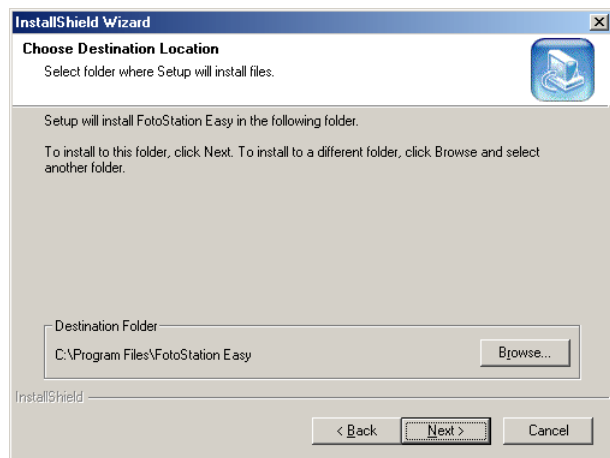 InstallShield Wizard
Choose Destination Location
Select folder where Setup will install files.
Setup will install FotoStation Easy in the following folder.
To install to this folder, click Next. To install to a different folder, click Browse and select
another folder.
Destination Folder
C:\Program Files\FotoStation Easy
Browse...
InstallShield
< Back
Next >
Cancel